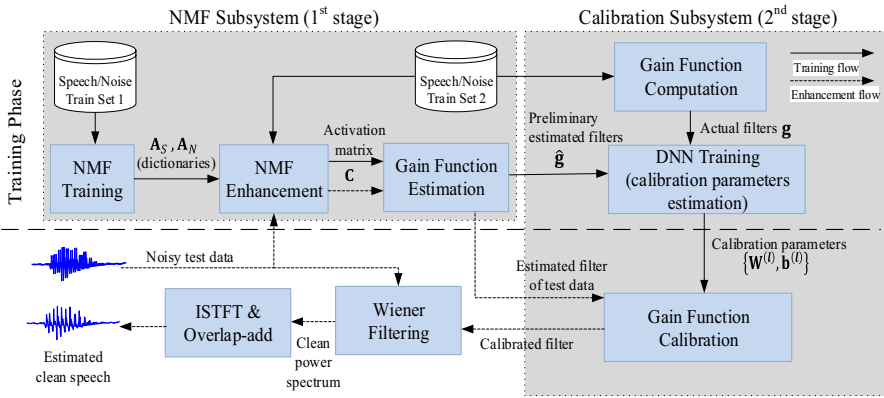 NMF Subsystem (1st stage)
Calibration Subsystem (2nd stage)
Training Phase
Speech/Noise
Train Set 1
Speech/Noise
Train Set 2
Gain Function
Computation
Training flow
Enhancement flow
A_S , A_N
(dictionaries)
Activation
matrix
C
Preliminary
estimated filters
ĝ
Actual filters g
NMF
Training
NMF
Enhancement
Gain Function
Estimation
DNN Training
(calibration parameters
estimation)
Noisy test data
Estimated filter
of test data
Calibration parameters
{W^(l), b^(l)}
ISTFT &
Overlap-add
Wiener
Filtering
Gain Function
Calibration
Estimated
clean speech
Clean
power
spectrum
Calibrated filter